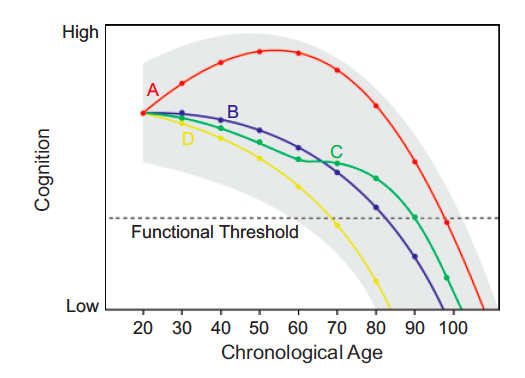 High
A
B
D
C
Cognition
Functional Threshold
Low
20 30 40 50 60 70 80 90 100
Chronological Age